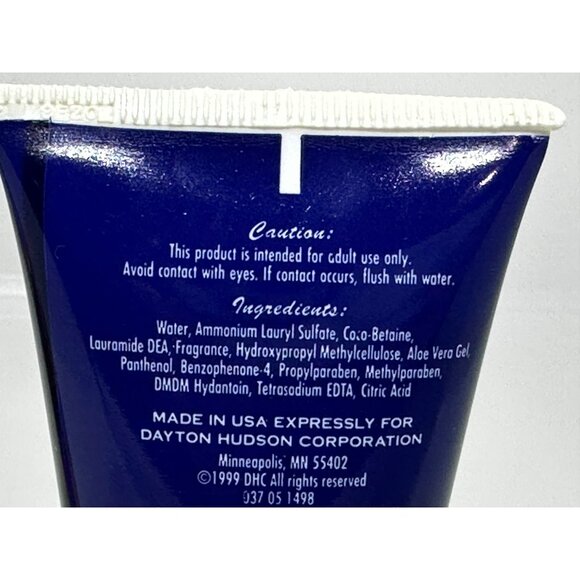 Caution:
This product is intended for adult use only.
Avoid contact with eyes. If contact occurs, flush with water.
Ingredients:
Water, Ammonium Lauryl Sulfate, Coco-Betaine,
Lauramide DEA, Fragrance, Hydroxypropyl Methylcellulose, Aloe Vera Gel,
Panthenol, Benzophenone-4, Propylparaben, Methylparaben,
DMDM Hydantoin, Tetrasodium EDTA, Citric Acid
MADE IN USA EXPRESSLY FOR
DAYTON HUDSON CORPORATION
Minneapolis, MN 55402
©1999 DHC All rights reserved
037 05 1498